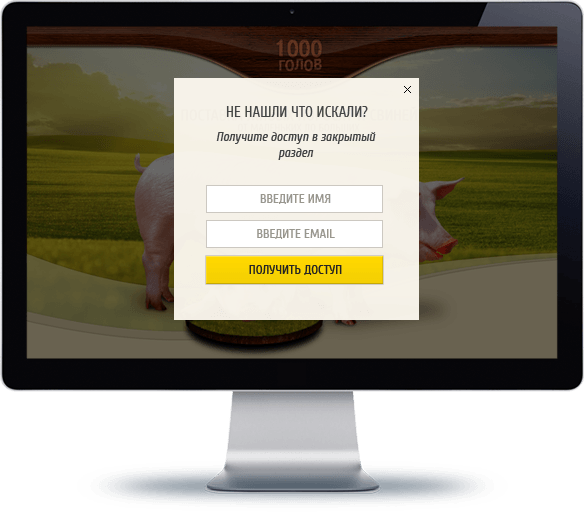 1000
ГОЛОВ
НЕ НАШЛИ ЧТО ИСКАЛИ?
Получите доступ в закрытый
раздел
ВВЕДИТЕ ИМЯ
ВВЕДИТЕ EMAIL
ПОЛУЧИТЬ ДОСТУП